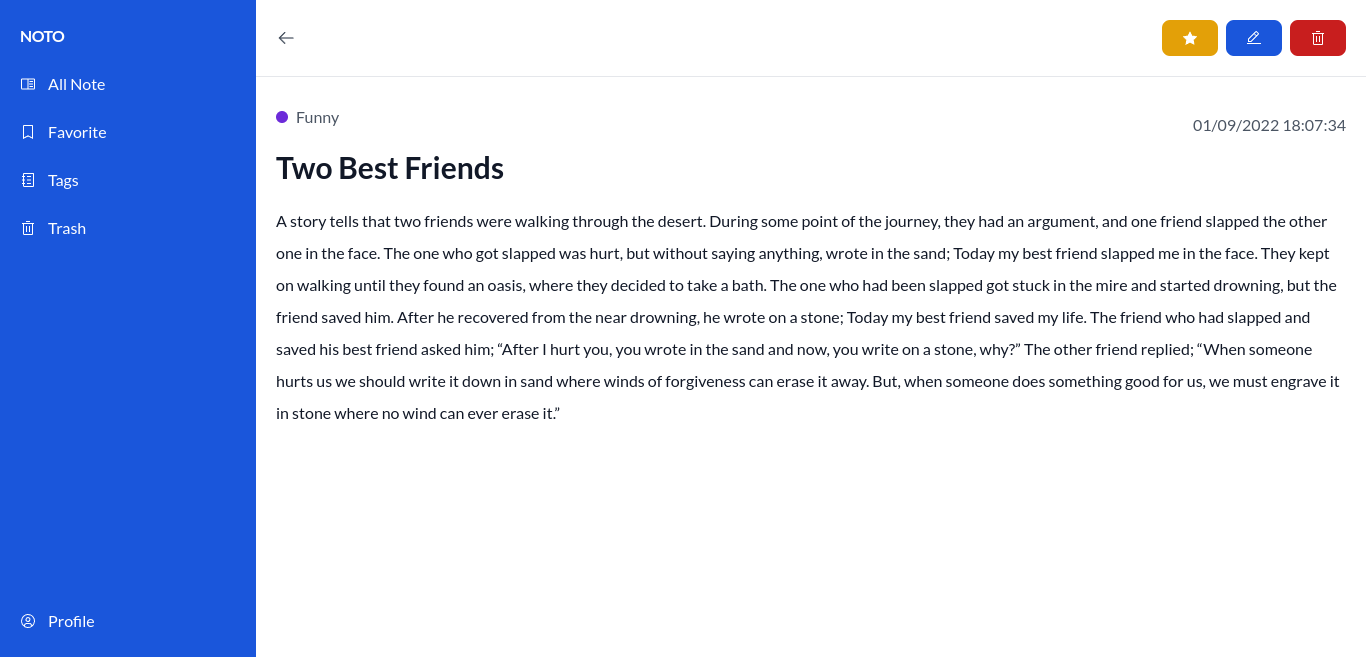 NOTO
All Note
Favorite
Tags
Trash
Profile
Funny
01/09/2022 18:07:34
Two Best Friends
A story tells that two friends were walking through the desert. During some point of the journey, they had an argument, and one friend slapped the other
one in the face. The one who got slapped was hurt, but without saying anything, wrote in the sand; Today my best friend slapped me in the face. They kept
on walking until they found an oasis, where they decided to take a bath. The one who had been slapped got stuck in the mire and started drowning, but the
friend saved him. After he recovered from the near drowning, he wrote on a stone; Today my best friend saved my life. The friend who had slapped and
saved his best friend asked him; “After I hurt you, you wrote in the sand and now, you write on a stone, why?” The other friend replied; “When someone
hurts us we should write it down in sand where winds of forgiveness can erase it away. But, when someone does something good for us, we must engrave it
in stone where no wind can ever erase it.”